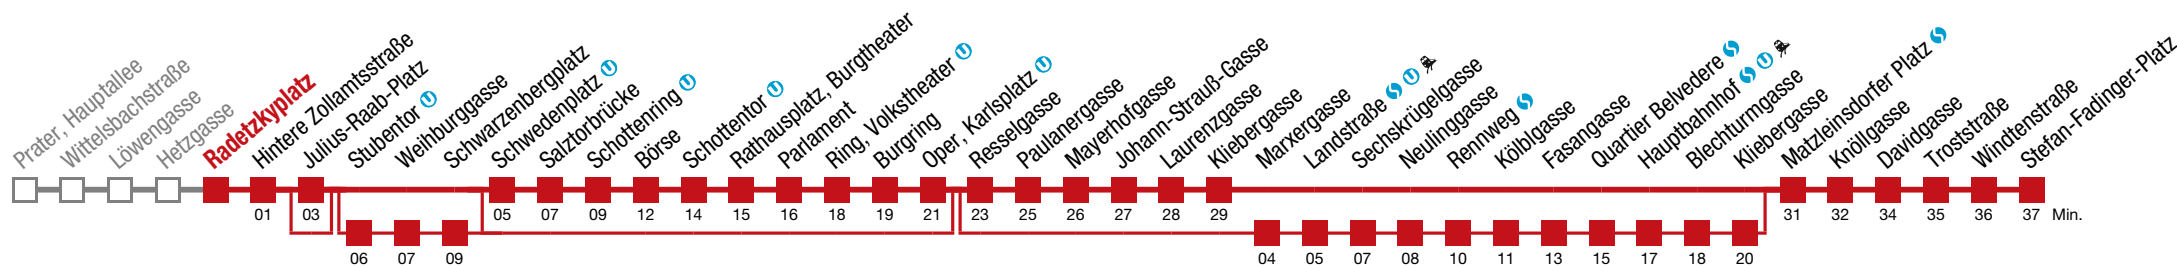 Prater, Hauptallee
Wittelsbachstraße
Löwengasse
Hetzgasse
Radetzkyplatz
Hintere Zollamtsstraße
Julius-Raab-Platz
Stubentor U
Weihburggasse
Schwarzenbergplatz
Schwedenplatz U
Salztorbrücke
Schottenring U
Börse
Schottentor U
Rathausplatz, Burgtheater
Parlament
Ring, Volkstheater U
Burgring
Oper, Karlsplatz U
Resselgasse
Paulanergasse
Mayerhofgasse
Johann-Strauß-Gasse
Laurenzgasse
Kliebergasse
Marxergasse
Landstraße S U
Sechskrügelgasse
Neulinggasse
Rennweg S
Kölblgasse
Fasangasse
Quartier Belvedere S
Hauptbahnhof S U
Blechturmgasse
Kliebergasse
Matzleinsdorfer Platz S
Knöllgasse
Davidgasse
Troststraße
Windtenstraße
Stefan-Fadinger-Platz
01 03 05 07 09 12 14 15 16 18 19 21 23 25 26 27 28 29 31 32 34 35 36 37 Min.
06 07 09 04 05 07 08 10 11 13 15 17 18 20